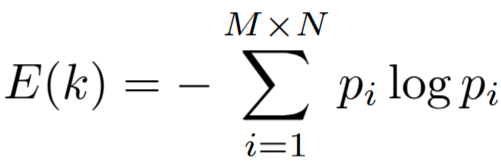 E(k) = − ∑_{i=1}^{M×N} p_i log p_i